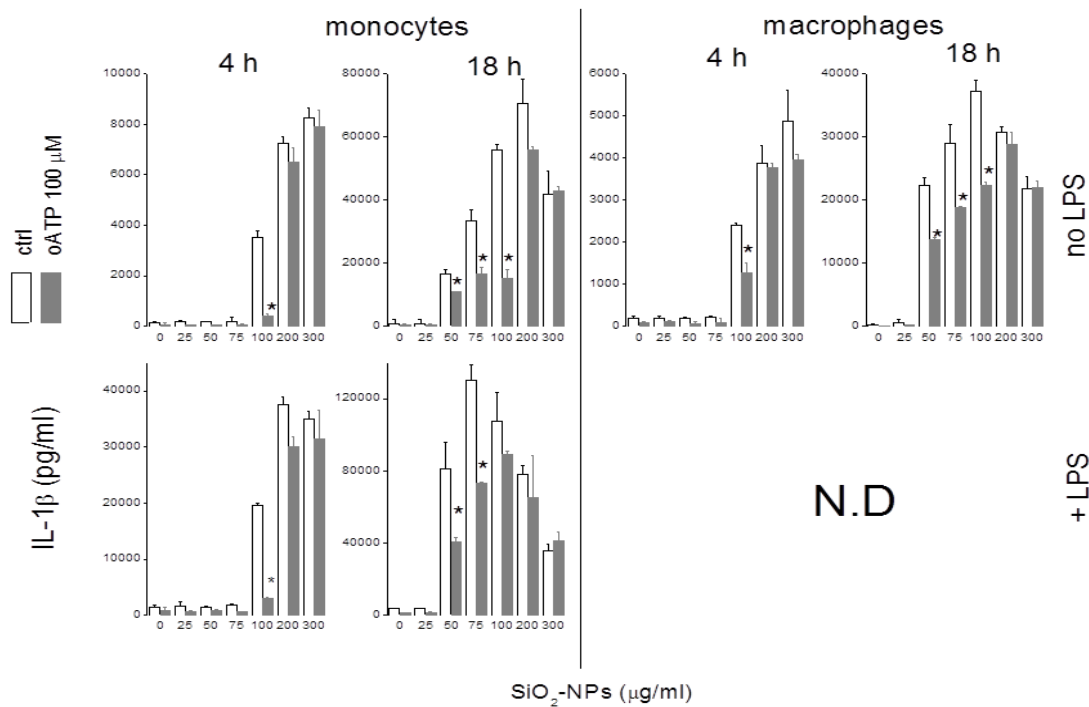 monocytes
macrophages
4 h
18 h
4 h
18 h
ctrl
oATP 100 μM
10000
8000
6000
4000
2000
0
0 25 50 75 100 200 300
80000
60000
40000
20000
0
0 25 50 75 100 200 300
6000
5000
4000
3000
2000
1000
0
0 25 50 75 100 200 300
40000
30000
20000
10000
0
0 25 50 75 100 200 300
no LPS
* * * * * * * *
IL-1β (pg/ml)
40000
30000
20000
10000
0
0 25 50 75 100 200 300
120000
80000
40000
0
0 25 50 75 100 200 300
* * *
N.D
+ LPS
SiO₂-NPs (μg/ml)